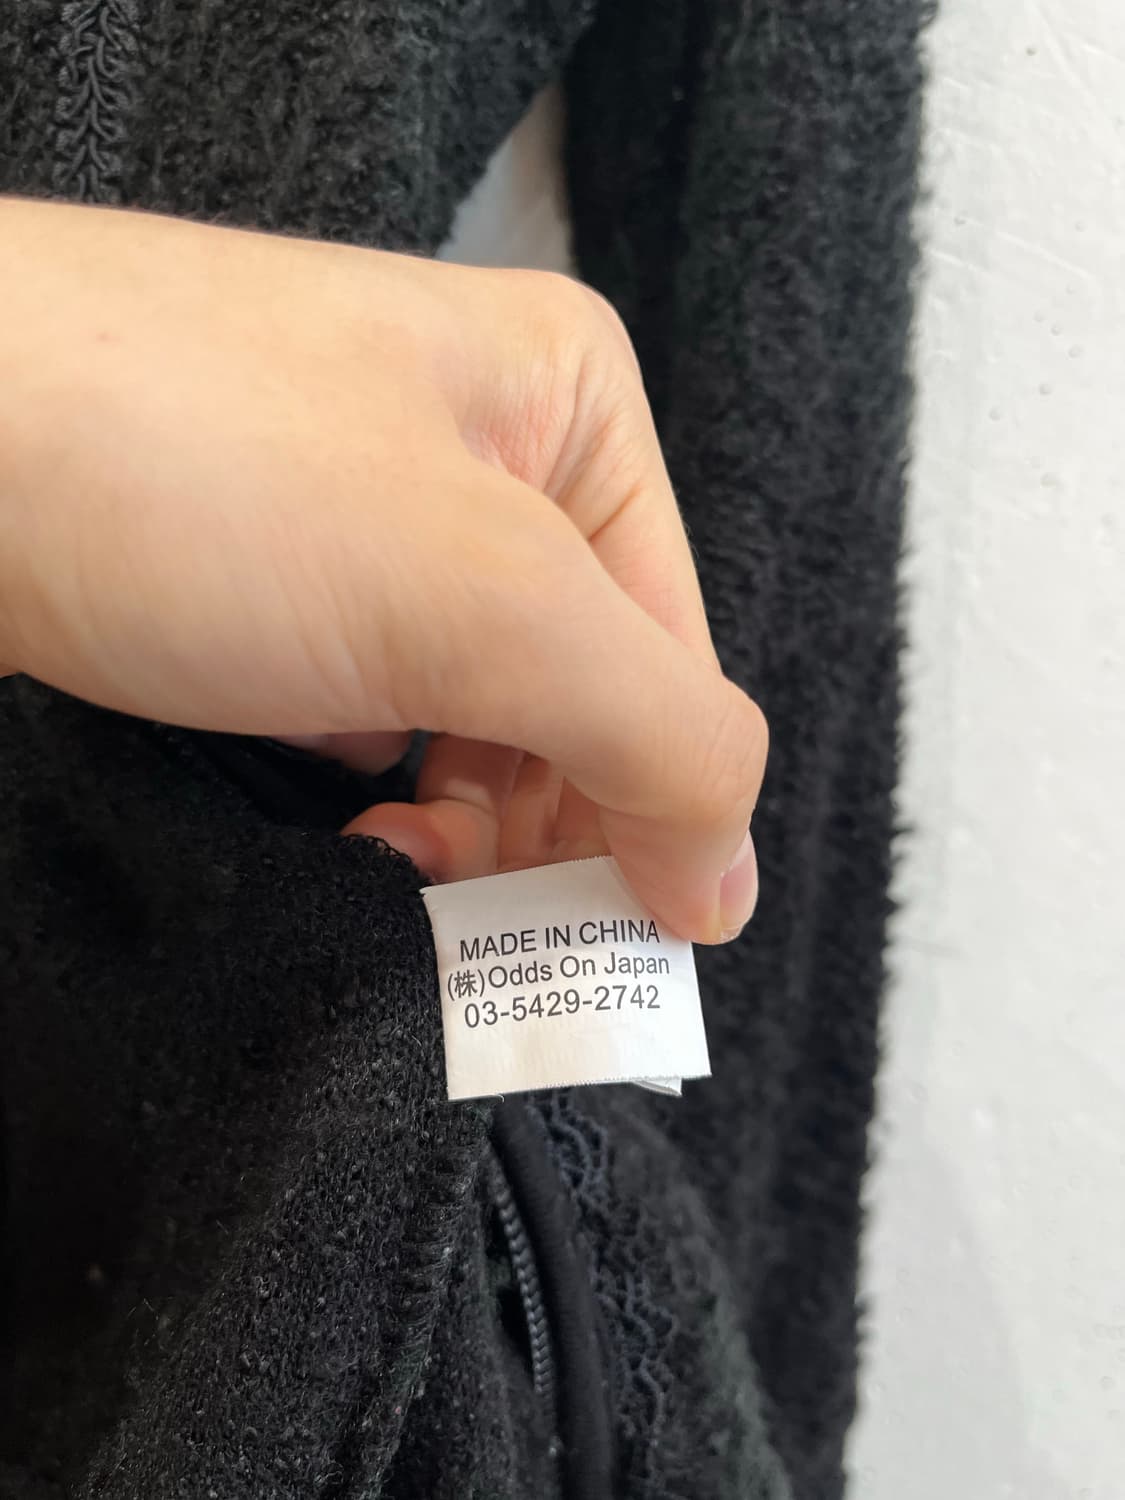 MADE IN CHINA
(株)Odds On Japan
03-5429-2742